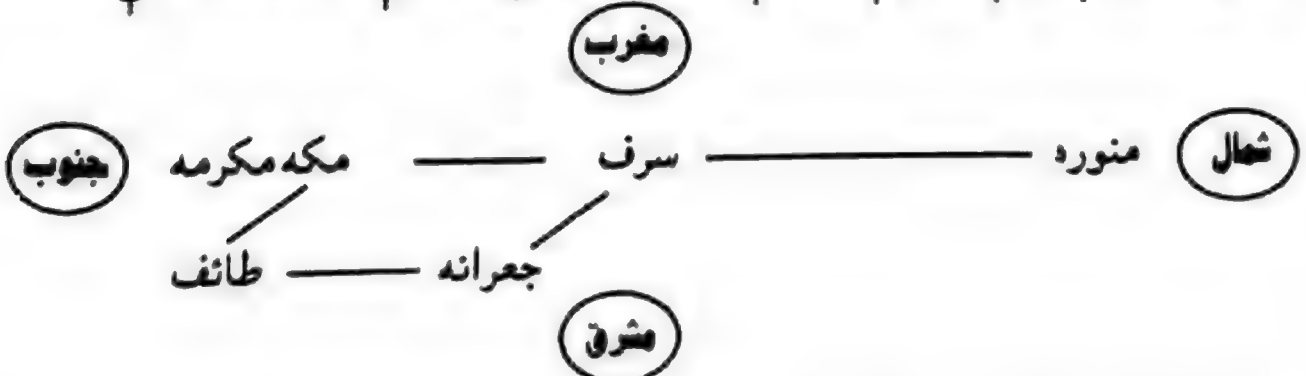 مغرب
شمال منورہ سرف مکہ مکرمہ جنوب
جعرانہ طائف
مشرق